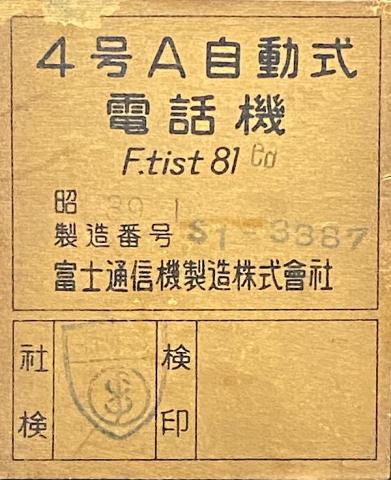 4号A自動式
電話機
F.tist 81 Cd
昭 30 1
製造番号 S1-3387
富士通信機製造株式會社
社検
検印